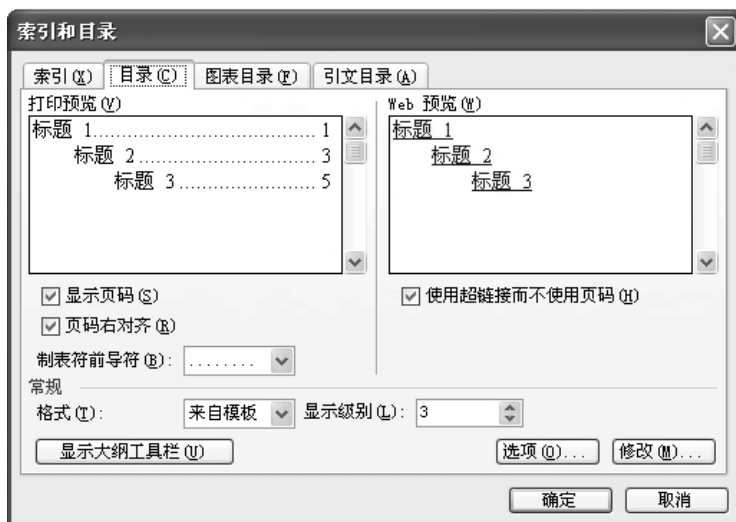 索引和目录
索引(X) 目录(C) 图表目录(F) 引文目录(A)
打印预览(V)
标题 1........................................ 1
标题 2................................ 3
标题 3........................ 5
Web 预览(W)
标题 1
标题 2
标题 3
显示页码(S)
页码右对齐(R)
使用超链接而不使用页码(H)
制表符前导符(B): ........
常规
格式(T): 来自模板 显示级别(L): 3
显示大纲工具栏(U) 选项(O)... 修改(M)...
确定 取消